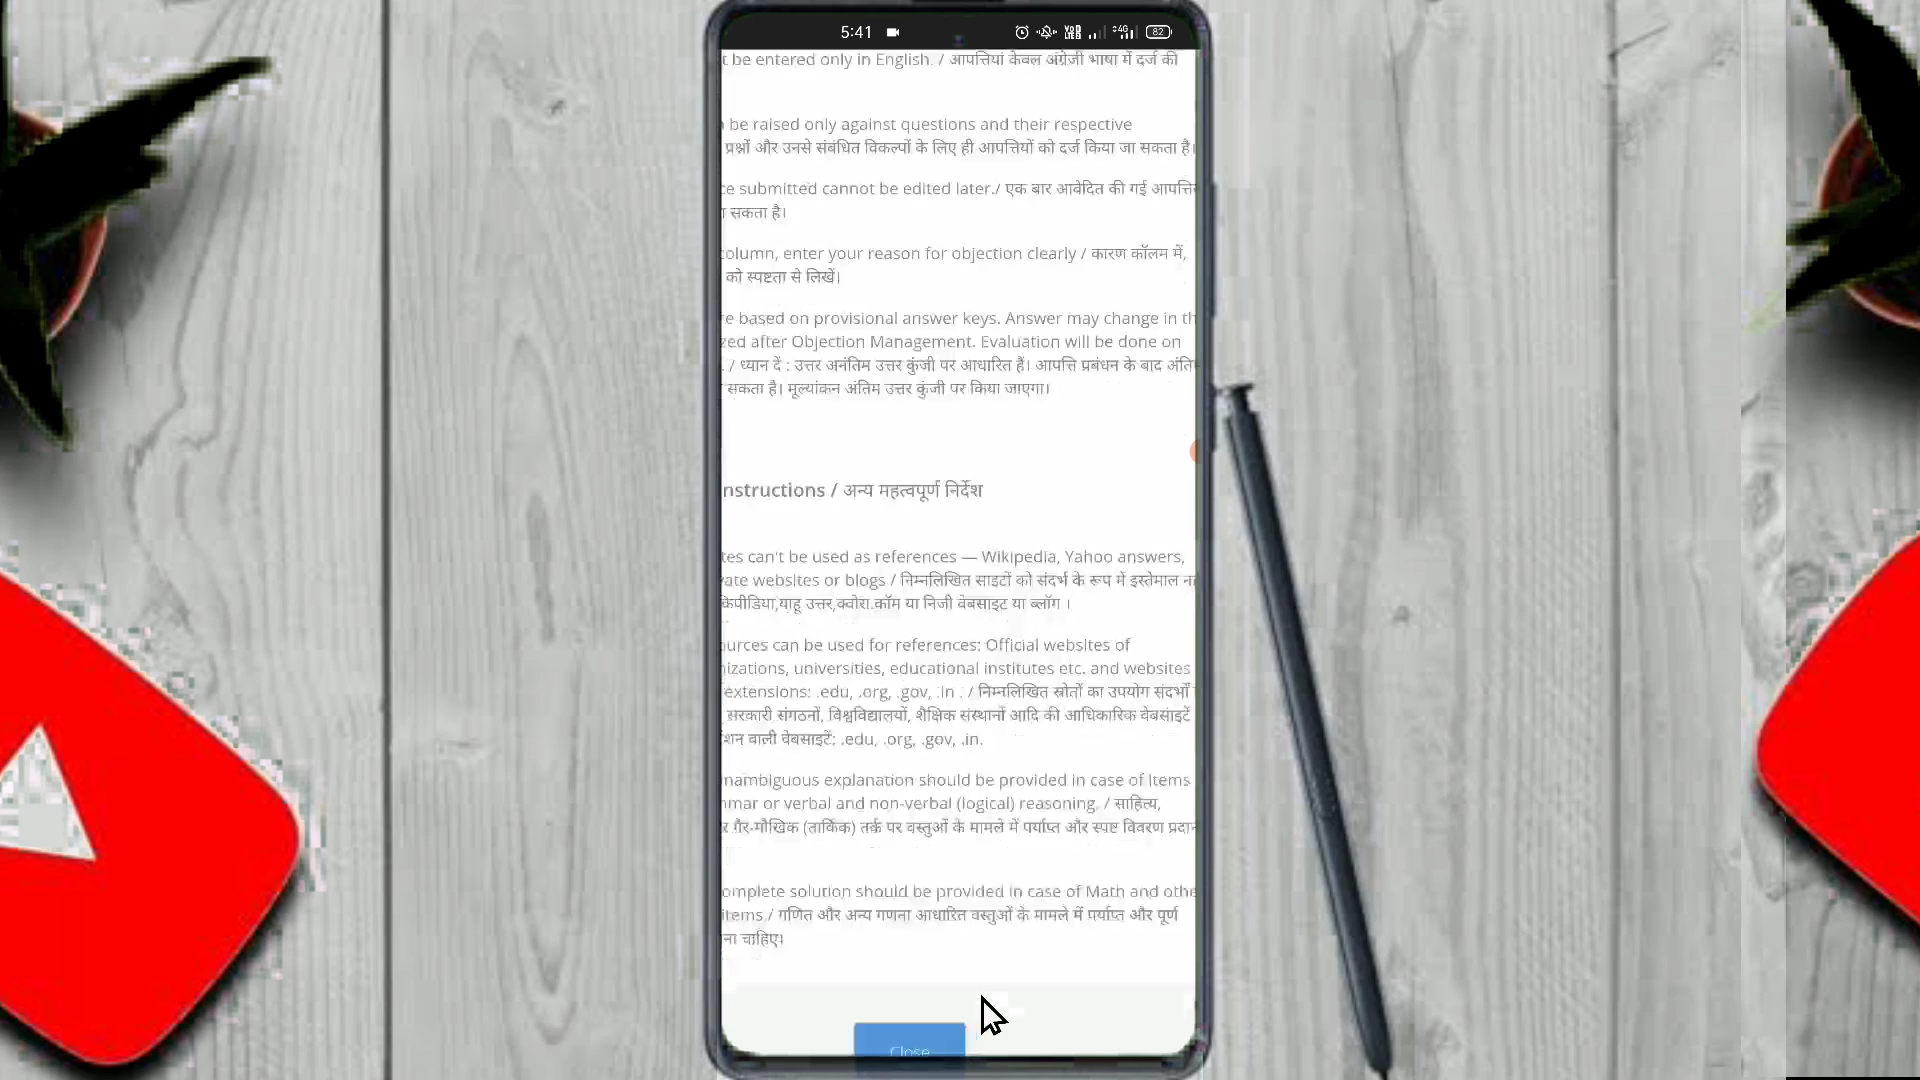 5:41
82
t be entered only in English. / आपत्तियां केवल अंग्रेजी भाषा में दर्ज की
be raised only against questions and their respective
प्रश्नों और उनसे संबंधित विकल्पों के लिए ही आपत्तियों को दर्ज किया जा सकता है।
ce submitted cannot be edited later./ एक बार आवेदित की गई आपत्ति
सकता है।
column, enter your reason for objection clearly / कारण कॉलम में,
को स्पष्टता से लिखें।
re based on provisional answer keys. Answer may change in th
zed after Objection Management. Evaluation will be done on
. / ध्यान दें : उत्तर अनंतिम उत्तर कुंजी पर आधारित हैं। आपत्ति प्रबंधन के बाद अंति
सकता है। मूल्यांकन अंतिम उत्तर कुंजी पर किया जाएगा।
nstructions / अन्य महत्वपूर्ण निर्देश
tes can't be used as references — Wikipedia, Yahoo answers,
vate websites or blogs / निम्नलिखित साइटों को संदर्भ के रूप में इस्तेमाल न
केपीडिया,याहू उत्तर,क्वोरा.कॉम या निजी वेबसाइट या ब्लॉग ।
urces can be used for references: Official websites of
nizations, universities, educational institutes etc. and websites
extensions: .edu, .org, .gov, .in . / निम्नलिखित स्रोतों का उपयोग संदर्भों
सरकारी संगठनों, विश्वविद्यालयों, शैक्षिक संस्थानों आदि की आधिकारिक वेबसाइटें
शन वाली वेबसाइटें; .edu, .org, .gov, .in.
nambiguous explanation should be provided in case of Items
mmar or verbal and non-verbal (logical) reasoning. / साहित्य,
र गैर-मौखिक (तार्किक) तर्क पर वस्तुओं के मामले में पर्याप्त और स्पष्ट विवरण प्रदान
omplete solution should be provided in case of Math and othe
items./ गणित और अन्य गणना आधारित वस्तुओं के मामले में पर्याप्त और पूर्ण
ना चाहिए।
Close